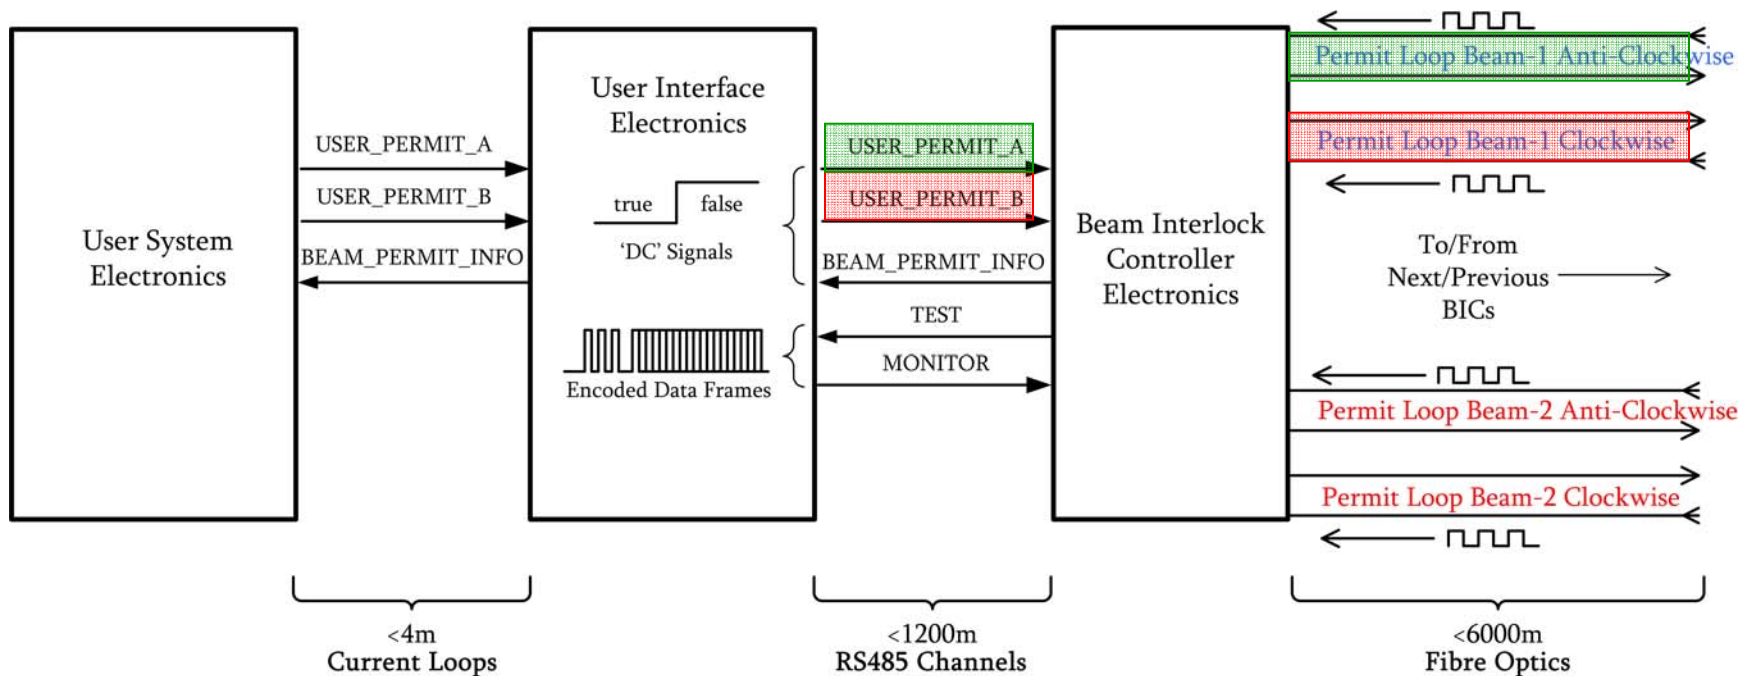 User System
Electronics
USER_PERMIT_A
USER_PERMIT_B
BEAM_PERMIT_INFO
User Interface
Electronics
true
false
‘DC’ Signals
Encoded Data Frames
USER_PERMIT_A
USER_PERMIT_B
BEAM_PERMIT_INFO
TEST
MONITOR
Beam Interlock
Controller
Electronics
Permit Loop Beam-1 Anti-Clockwise
Permit Loop Beam-1 Clockwise
To/From
Next/Previous
BICs
Permit Loop Beam-2 Anti-Clockwise
Permit Loop Beam-2 Clockwise
<4m
Current Loops
<1200m
RS485 Channels
<6000m
Fibre Optics